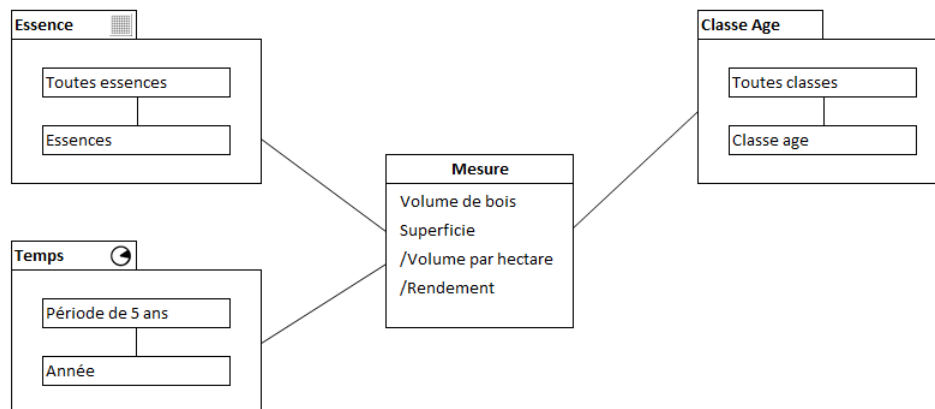 Essence
Toutes essences
Essences
Classe Age
Toutes classes
Classe age
Mesure
Volume de bois
Superficie
/Volume par hectare
/Rendement
Temps
Période de 5 ans
Année